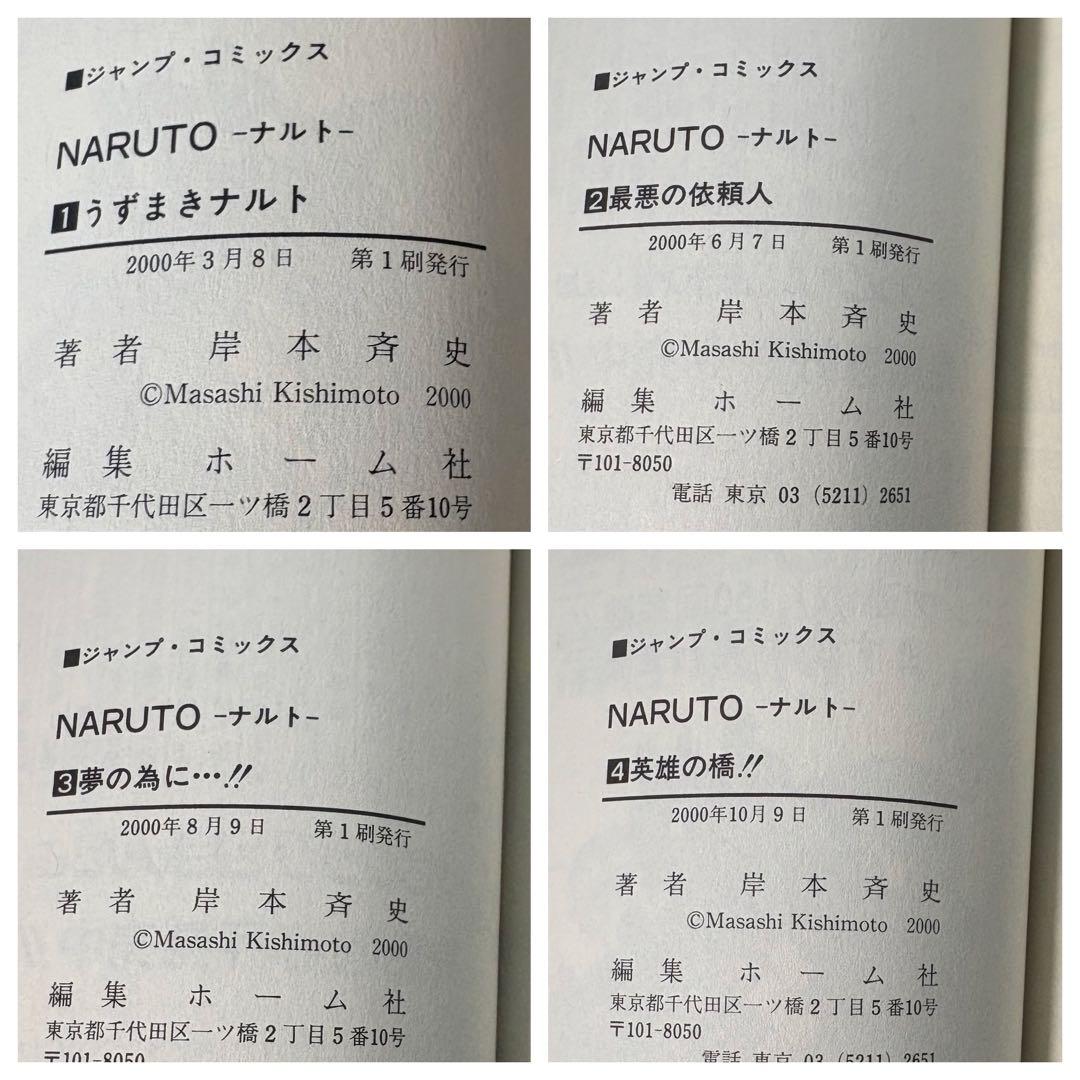 ■ジャンプ・コミックス
NARUTO -ナルト-
1うずまきナルト
2000年3月8日 第1刷発行
著者 岸本斉史
©Masashi Kishimoto 2000
編集 ホーム社
東京都千代田区一ツ橋2丁目5番10号
■ジャンプ・コミックス
NARUTO -ナルト-
2最悪の依頼人
2000年6月7日 第1刷発行
著者 岸本斉史
©Masashi Kishimoto 2000
編集 ホーム社
東京都千代田区一ツ橋2丁目5番10号
〒101-8050
電話 東京 03 (5211) 2651
■ジャンプ・コミックス
NARUTO -ナルト-
3夢の為に…!!
2000年8月9日 第1刷発行
著者 岸本斉史
©Masashi Kishimoto 2000
編集 ホーム社
東京都千代田区一ツ橋2丁目5番10号
〒101-8050
■ジャンプ・コミックス
NARUTO -ナルト-
4英雄の橋!!
2000年10月9日 第1刷発行
著者 岸本斉史
©Masashi Kishimoto 2000
編集 ホーム社
東京都千代田区一ツ橋2丁目5番10号
〒101-8050
電話 東京 03 (5211) 2651